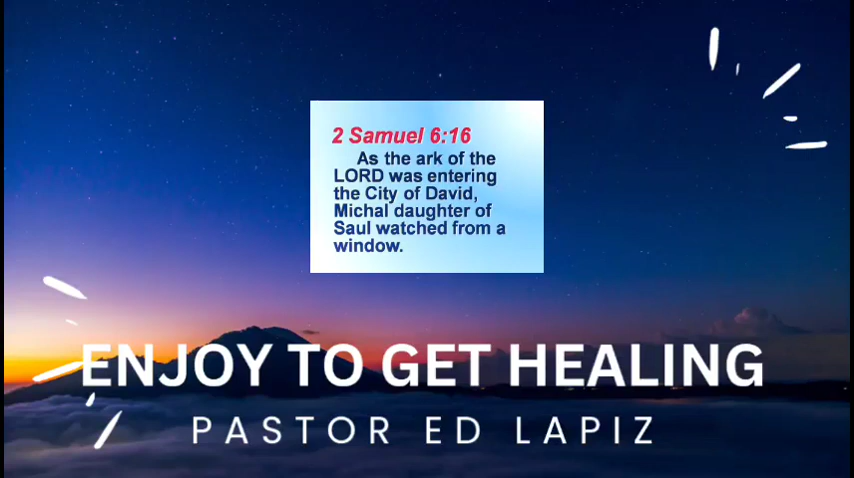 2 Samuel 6:16
As the ark of the
LORD was entering
the City of David,
Michal daughter of
Saul watched from a
window.
ENJOY TO GET HEALING
PASTOR ED LAPIZ